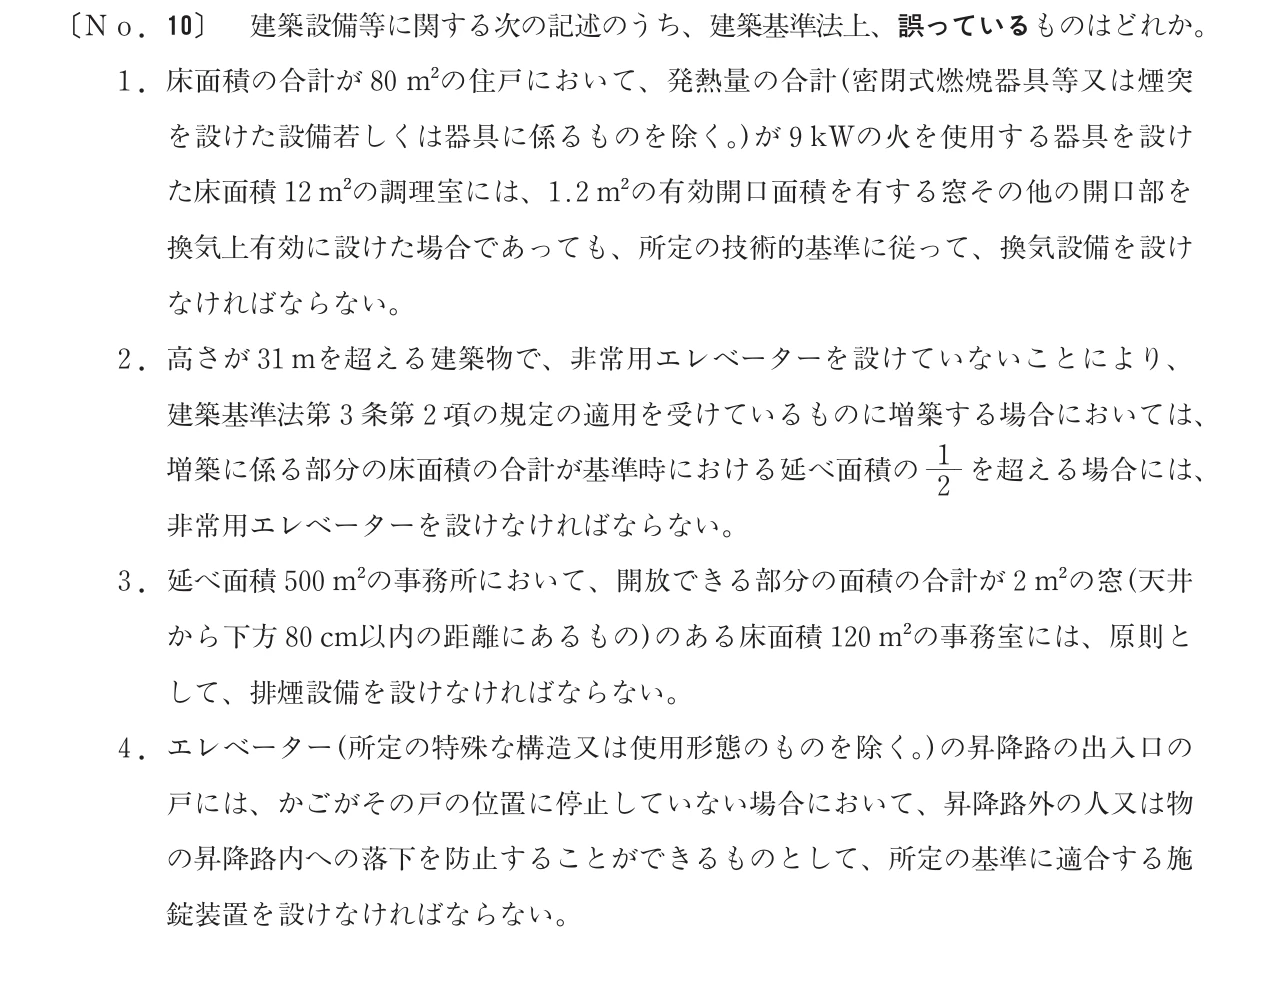 〔Ｎｏ．10〕　建築設備等に関する次の記述のうち、建築基準法上、誤っているものはどれか。
１．床面積の合計が 80 m²の住戸において、発熱量の合計(密閉式燃焼器具等又は煙突
を設けた設備若しくは器具に係るものを除く。)が 9 kWの火を使用する器具を設け
た床面積 12 m²の調理室には、1.2 m²の有効開口面積を有する窓その他の開口部を
換気上有効に設けた場合であっても、所定の技術的基準に従って、換気設備を設け
なければならない。
２．高さが 31 mを超える建築物で、非常用エレベーターを設けていないことにより、
建築基準法第 3 条第 2 項の規定の適用を受けているものに増築する場合においては、
増築に係る部分の床面積の合計が基準時における延べ面積の 1/2 を超える場合には、
非常用エレベーターを設けなければならない。
３．延べ面積 500 m²の事務所において、開放できる部分の面積の合計が 2 m²の窓(天井
から下方 80 cm以内の距離にあるもの)のある床面積 120 m²の事務室には、原則と
して、排煙設備を設けなければならない。
４．エレベーター(所定の特殊な構造又は使用形態のものを除く。)の昇降路の出入口の
戸には、かごがその戸の位置に停止していない場合において、昇降路外の人又は物
の昇降路内への落下を防止することができるものとして、所定の基準に適合する施
錠装置を設けなければならない。